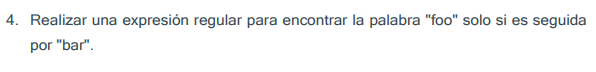 4. Realizar una expresión regular para encontrar la palabra "foo" solo si es seguida
por "bar".